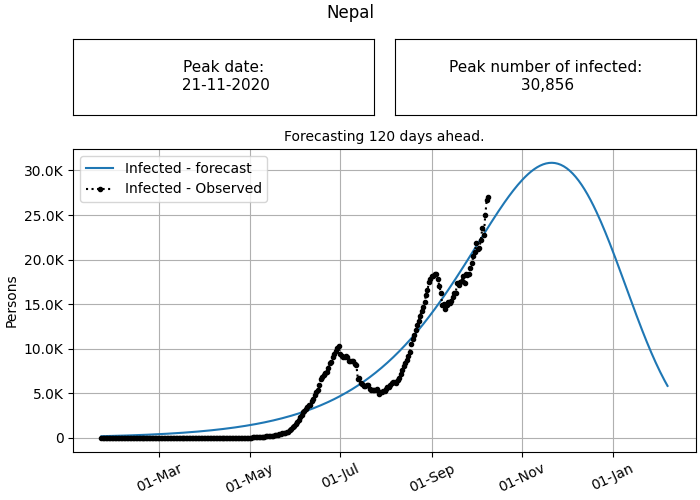 Nepal
Peak date:
21-11-2020
Peak number of infected:
30,856
Forecasting 120 days ahead.
Infected - forecast
Infected - Observed
30.0K
25.0K
20.0K
15.0K
10.0K
5.0K
0
Persons
01-Mar
01-May
01-Jul
01-Sep
01-Nov
01-Jan